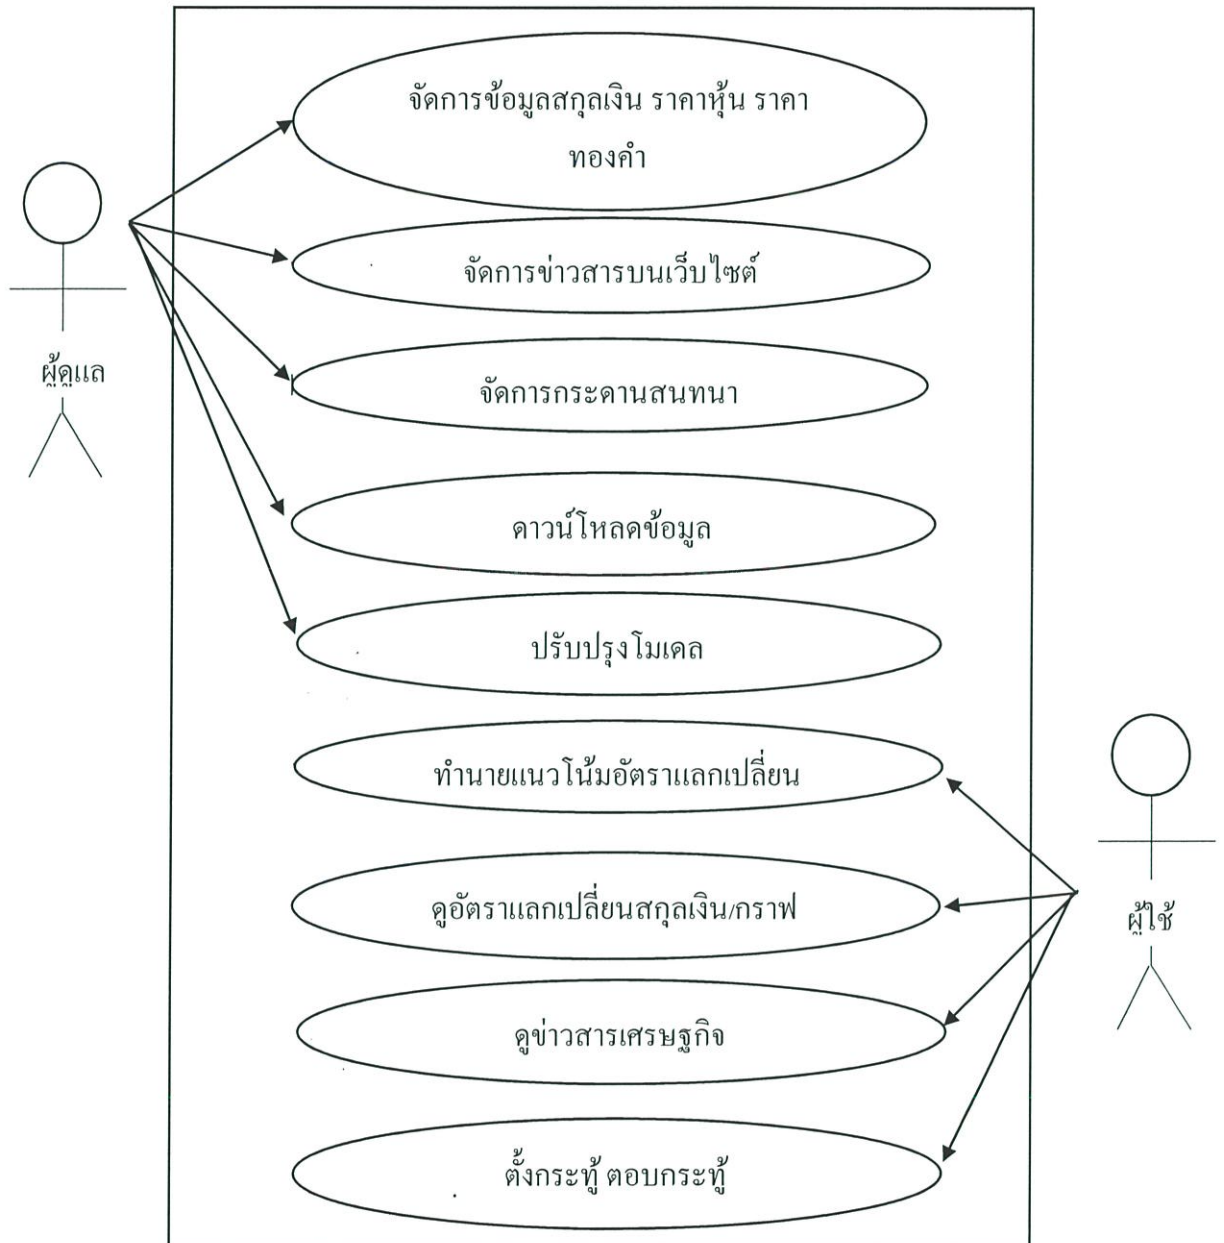 จัดการข้อมูลสกุลเงิน ราคาหุ้น ราคา
ทองคำ
จัดการข่าวสารบนเว็บไซต์
ผู้ดูแล
จัดการกระดานสนทนา
ดาวน์โหลดข้อมูล
ปรับปรุงโมเดล
ทำนายแนวโน้มอัตราแลกเปลี่ยน
ดูอัตราแลกเปลี่ยนสกุลเงิน/กราฟ
ผู้ใช้
ดูข่าวสารเศรษฐกิจ
ตั้งกระทู้ ตอบกระทู้